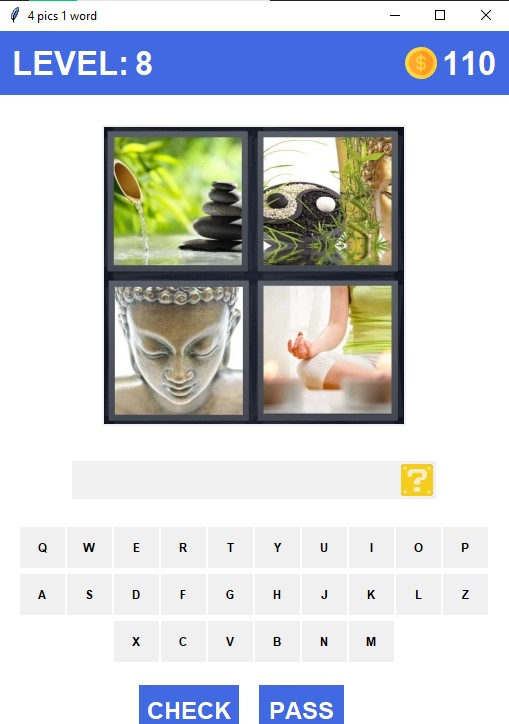 4 pics 1 word
LEVEL: 8
$ 110
?
Q W E R T Y U I O P
A S D F G H J K L Z
X C V B N M
CHECK PASS